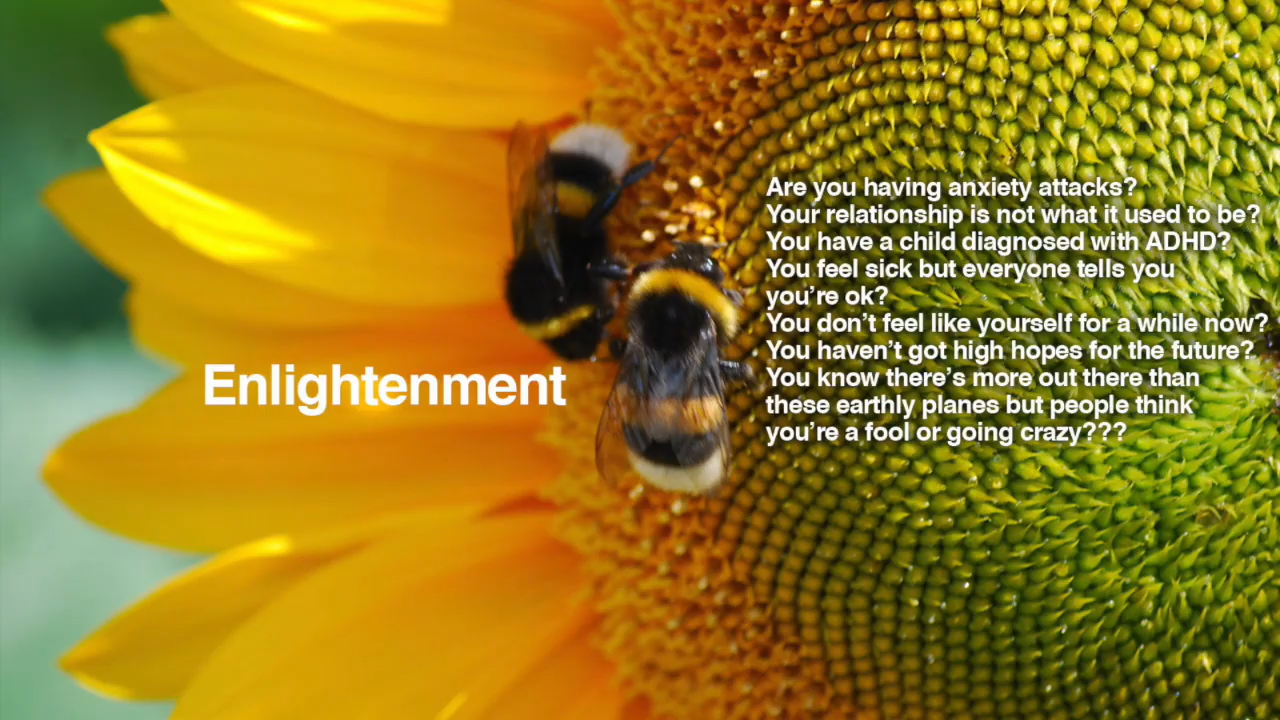 Enlightenment
Are you having anxiety attacks?
Your relationship is not what it used to be?
You have a child diagnosed with ADHD?
You feel sick but everyone tells you
you’re ok?
You don’t feel like yourself for a while now?
You haven’t got high hopes for the future?
You know there’s more out there than
these earthly planes but people think
you’re a fool or going crazy???